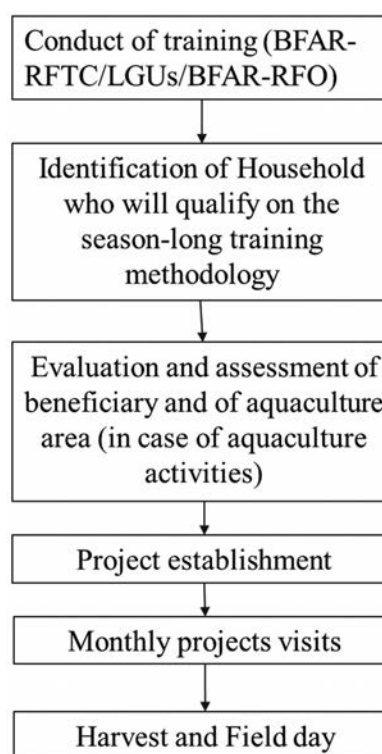 Conduct of training (BFAR-
RFTC/LGUs/BFAR-RFO)
Identification of Household
who will qualify on the
season-long training
methodology
Evaluation and assessment of
beneficiary and of aquaculture
area (in case of aquaculture
activities)
Project establishment
Monthly projects visits
Harvest and Field day